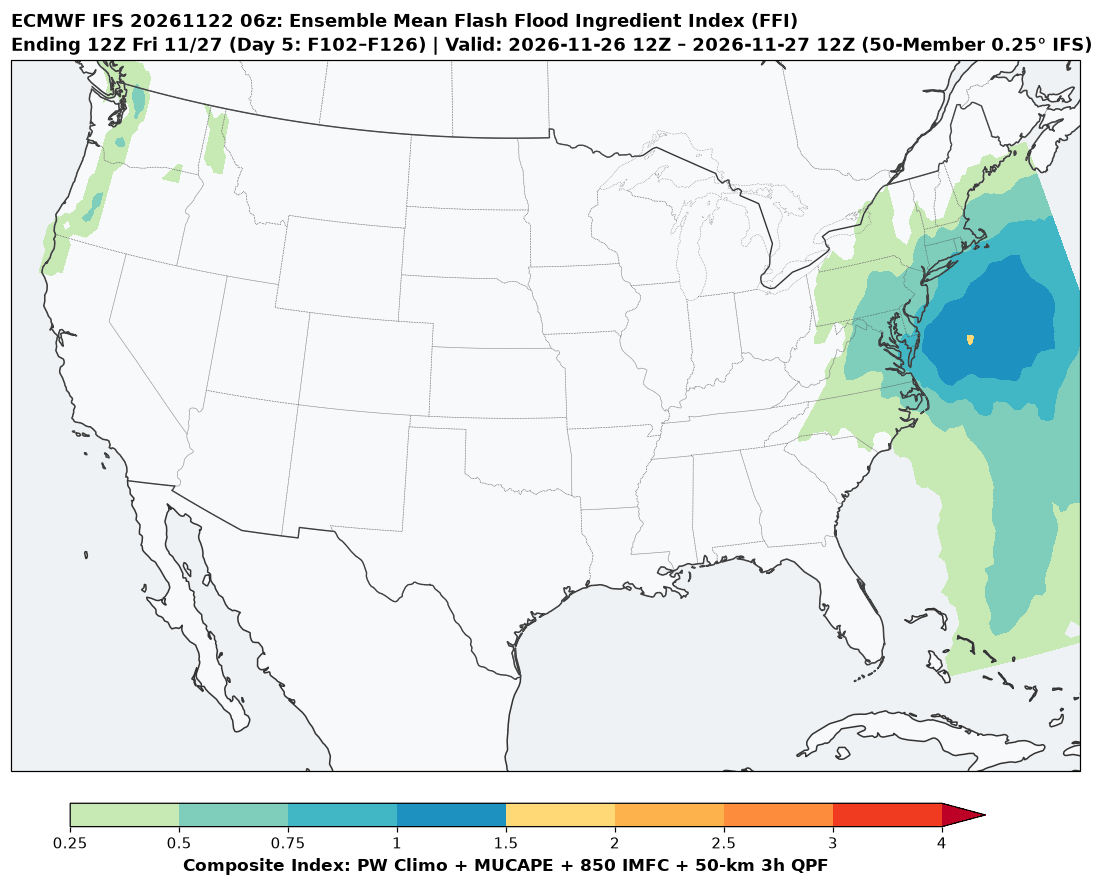 ECMWF IFS 20261122 06z: Ensemble Mean Flash Flood Ingredient Index (FFI)
Ending 12Z Fri 11/27 (Day 5: F102–F126) | Valid: 2026-11-26 12Z – 2026-11-27 12Z (50-Member 0.25° IFS)
0.25 0.5 0.75 1 1.5 2 2.5 3 4
Composite Index: PW Climo + MUCAPE + 850 IMFC + 50-km 3h QPF